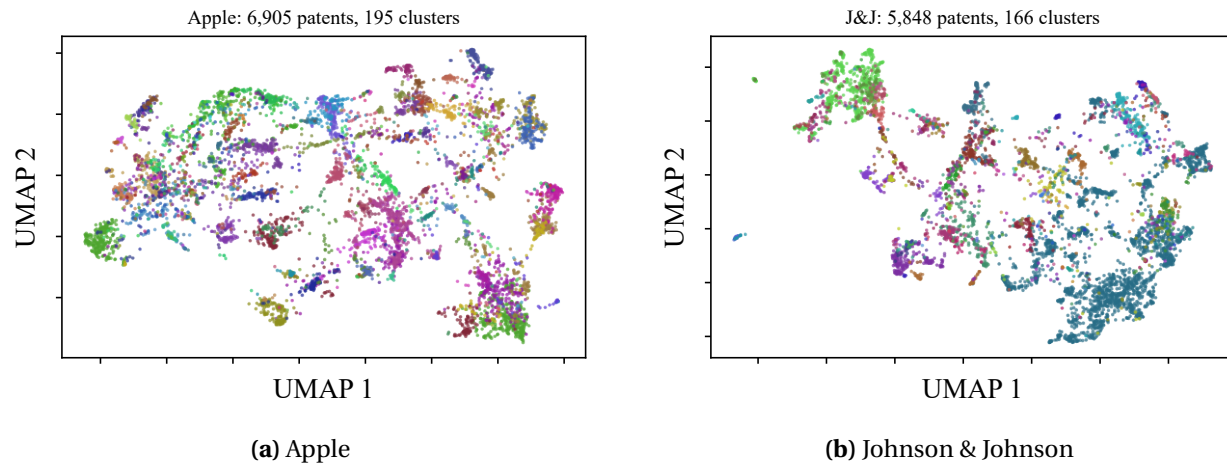 Apple: 6,905 patents, 195 clusters
UMAP 2
UMAP 1
(a) Apple
J&J: 5,848 patents, 166 clusters
UMAP 2
UMAP 1
(b) Johnson & Johnson